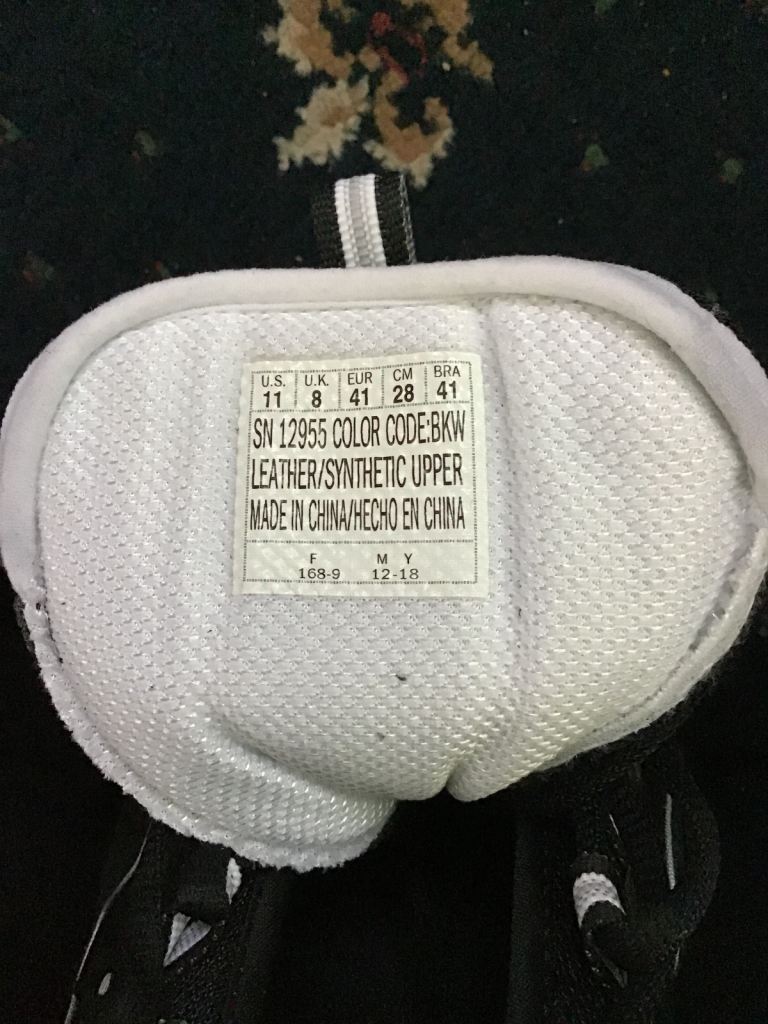 U.S. U.K. EUR CM BRA
11 8 41 28 41
SN 12955 COLOR CODE:BKW
LEATHER/SYNTHETIC UPPER
MADE IN CHINA/HECHO EN CHINA
F M Y
168-9 12-18